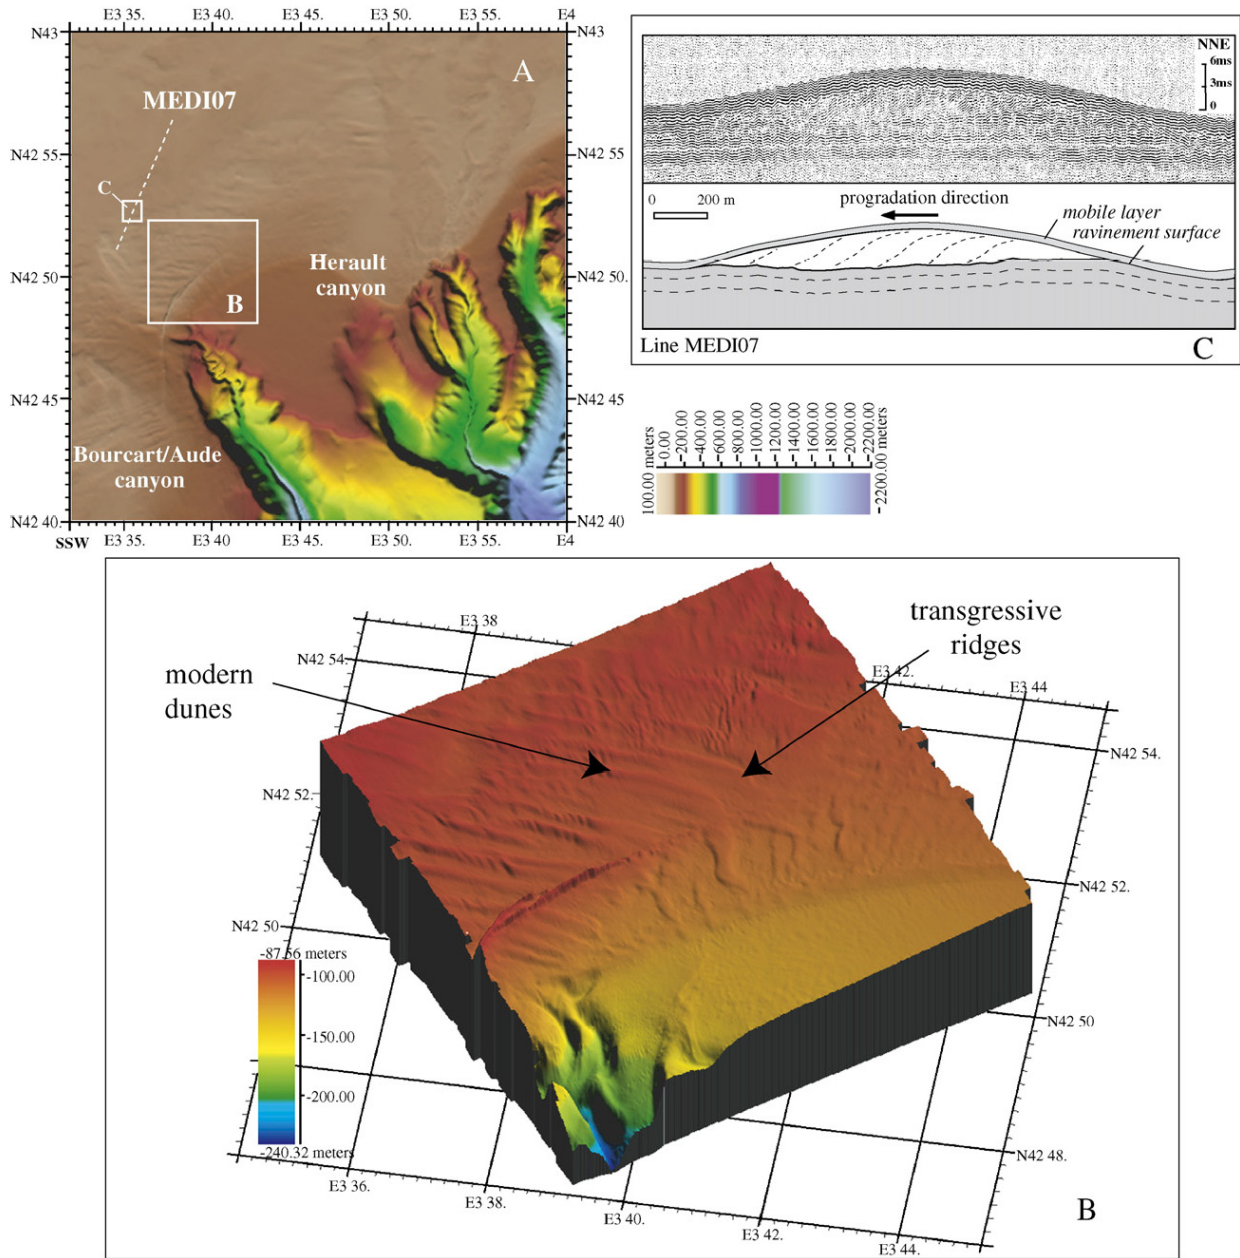 E3 35. E3 40. E3 45. E3 50. E3 55. E4
N43 N43
A
MEDI07
N42 55 N42 55
C
N42 50 N42 50.
Herault
canyon
B
N42 45 N42 45
Bourcart/Aude
canyon
N42 40. N42 40
SSW E3 35. E3 40. E3 45. E3 50. E3 55. E4
NNE
6ms
3ms
0
0 200 m
progradation direction
mobile layer
ravinement surface
Line MEDI07
C
100.00 meters
0.00
-200.00
-400.00
-600.00
-800.00
-1000.00
-1200.00
-1400.00
-1600.00
-1800.00
-2000.00
-2200.00
-2200.00 meters
transgressive
ridges
E3 38
modern
dunes
N42 54.
E3 42.
E3 44
N42 54.
N42 52.
N42 52.
N42 50
-87.56 meters
-100.00
-150.00
-200.00
-240.32 meters
N42 50
N42 48.
E3 36.
E3 38.
E3 40.
E3 42.
E3 44.
B